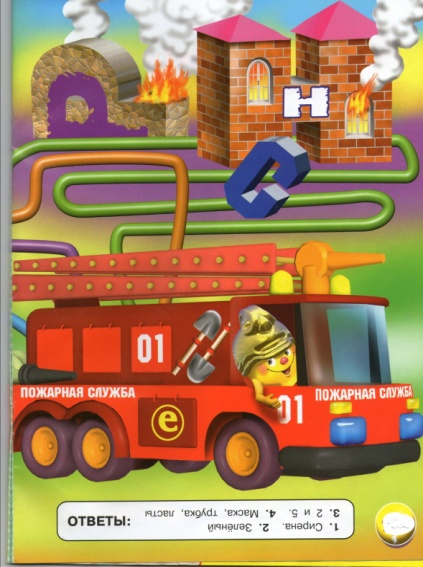 Р
Н
С
01
ПОЖАРНАЯ СЛУЖБА
е
01
ПОЖАРНАЯ СЛУЖБА
ОТВЕТЫ:
1. Сирена. 2. Зелёный
3. 2 и 5. 4. Маска, трубка, ласты